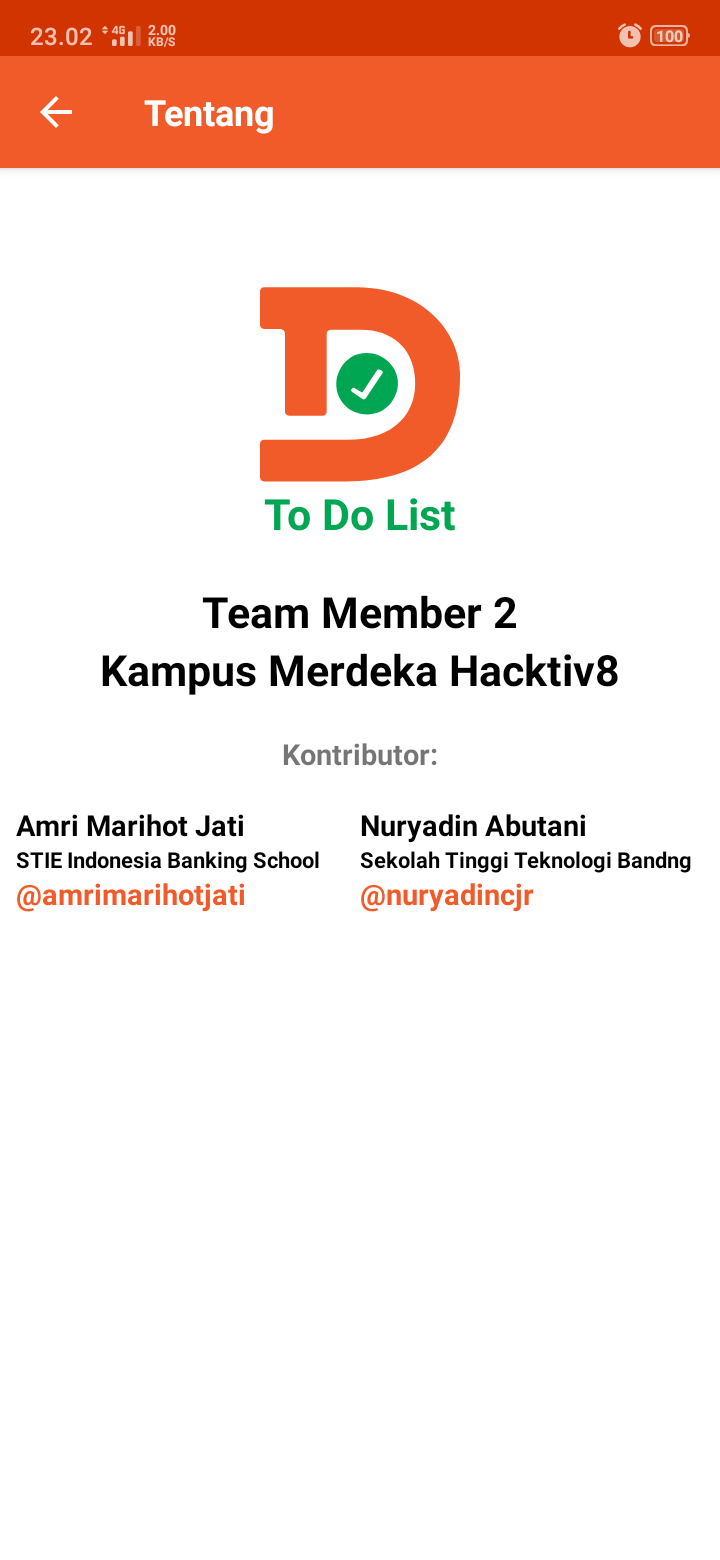 23.02 4G 2.00 KB/S 100
Tentang
To Do List
Team Member 2
Kampus Merdeka Hacktiv8
Kontributor:
Amri Marihot Jati
STIE Indonesia Banking School
@amrimarihotjati
Nuryadin Abutani
Sekolah Tinggi Teknologi Bandng
@nuryadincjr